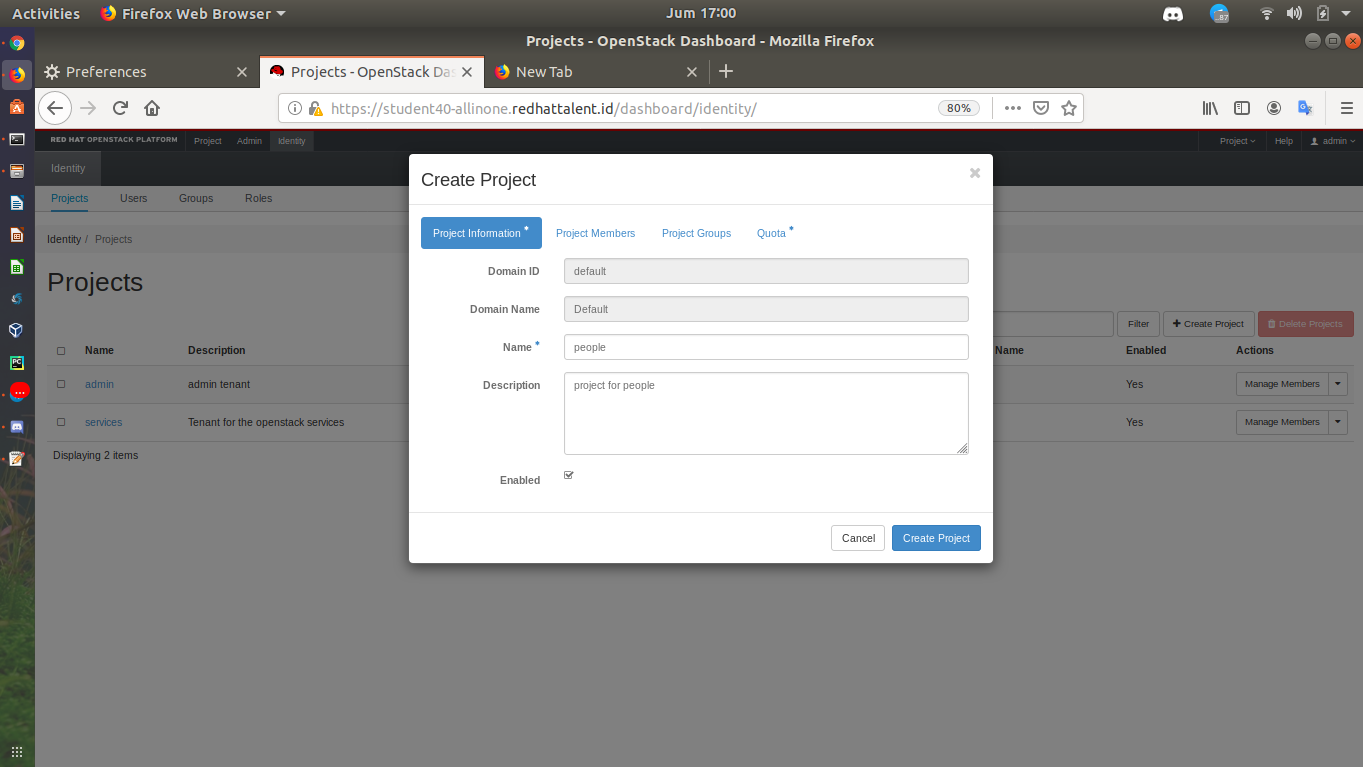 Activities Firefox Web Browser Jum 17:00 87
Projects - OpenStack Dashboard - Mozilla Firefox
Preferences Projects - OpenStack Das New Tab
https://student40-allinone.redhattalent.id/dashboard/identity/ 80%
RED HAT OPENSTACK PLATFORM Project Admin Identity Project Help admin
Identity
Projects Users Groups Roles
Identity / Projects
Projects
Filter + Create Project Delete Projects
Name Description Name Enabled Actions
admin admin tenant Yes Manage Members
services Tenant for the openstack services Yes Manage Members
Displaying 2 items
Create Project
Project Information * Project Members Project Groups Quota *
Domain ID default
Domain Name Default
Name * people
Description project for people
Enabled
Cancel Create Project